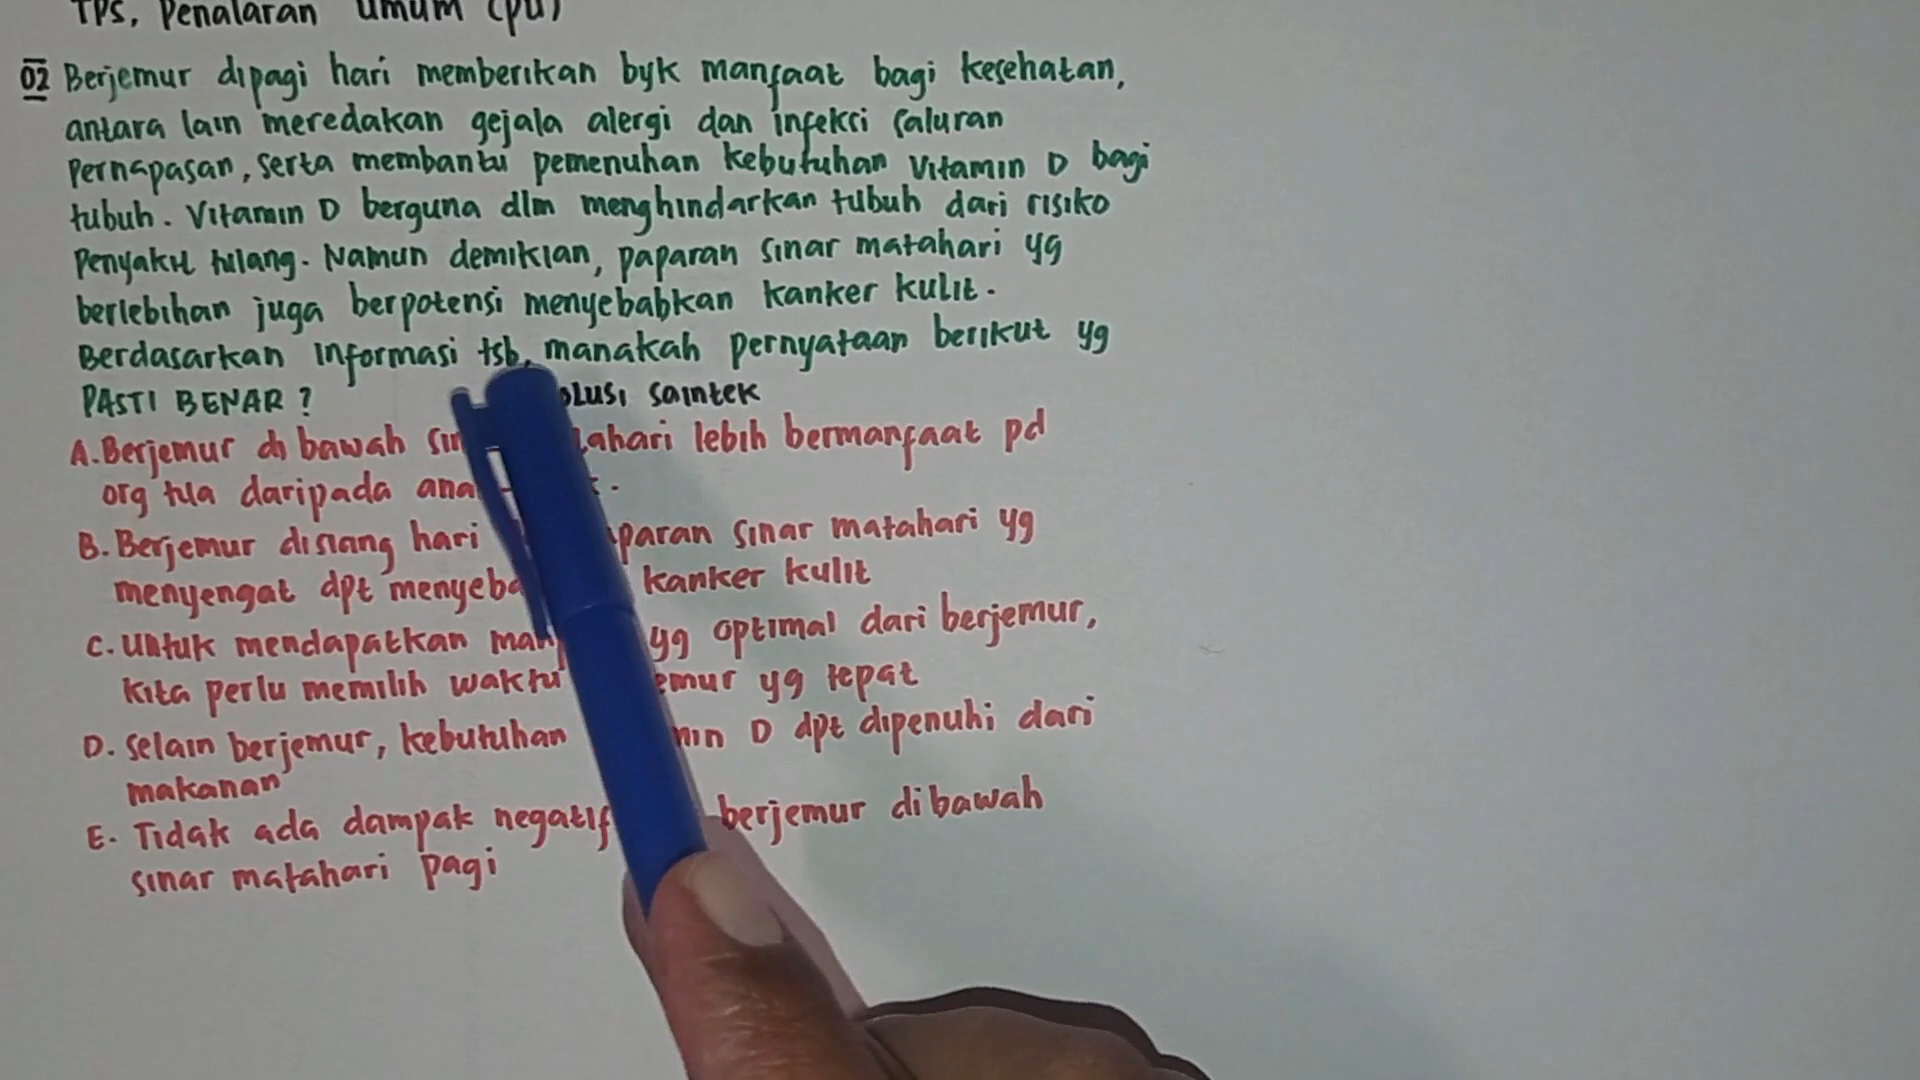 TPS, Penalaran Umum (PU)
02 Berjemur dipagi hari memberikan byk manfaat bagi kesehatan,
antara lain meredakan gejala alergi dan infeksi saluran
Pernapasan, serta membantu pemenuhan kebutuhan Vitamin D bagi
tubuh. Vitamin D berguna dlm menghindarkan tubuh dari risiko
Penyakit tulang. Namun demikian, paparan sinar matahari yg
berlebihan juga berpotensi menyebabkan kanker kulit.
Berdasarkan informasi tsb, manakah pernyataan berikut yg
PASTI BENAR?
olusi saintek
A. Berjemur di bawah sin ahari lebih bermanfaat pd
org tua daripada ana
B. Berjemur disiang hari paran sinar matahari yg
menyengat dpt menyeba kanker kulit
C. Untuk mendapatkan man yg optimal dari berjemur,
kita perlu memilih waktu emur yg tepat
D. Selain berjemur, kebutuhan min D dpt dipenuhi dari
makanan
E. Tidak ada dampak negatif berjemur dibawah
sinar matahari pagi